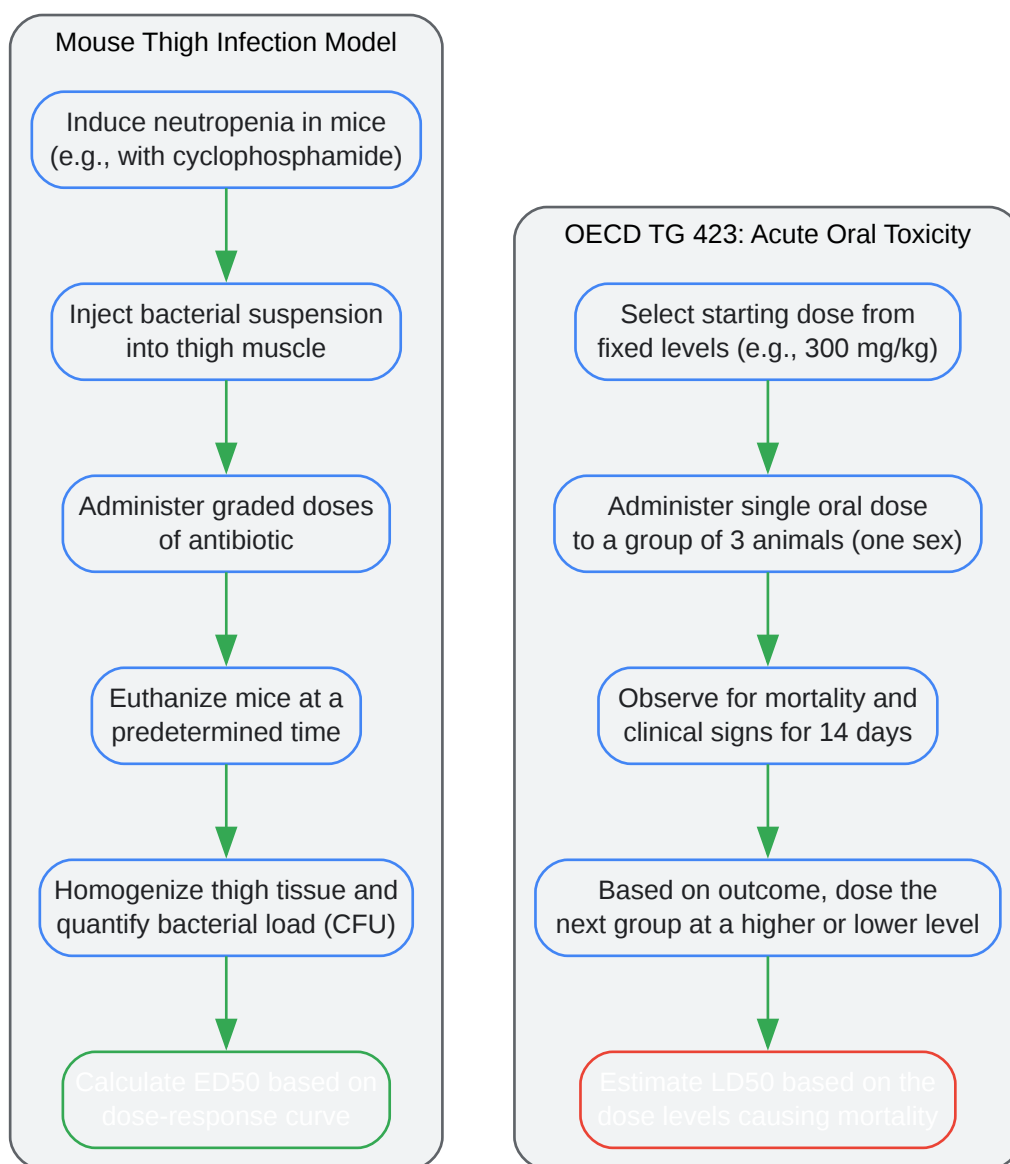 Mouse Thigh Infection Model
Induce neutropenia in mice
(e.g., with cyclophosphamide)
Inject bacterial suspension
into thigh muscle
Administer graded doses
of antibiotic
Euthanize mice at a
predetermined time
Homogenize thigh tissue and
quantify bacterial load (CFU)
Calculate ED50 based on
dose-response curve
OECD TG 423: Acute Oral Toxicity
Select starting dose from
fixed levels (e.g., 300 mg/kg)
Administer single oral dose
to a group of 3 animals (one sex)
Observe for mortality and
clinical signs for 14 days
Based on outcome, dose the
next group at a higher or lower level
Estimate LD50 based on the
dose levels causing mortality